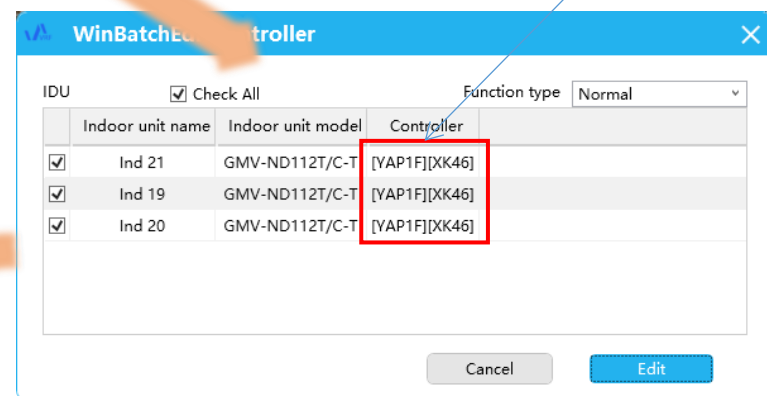 WinBatchEd troller
IDU Check All Function type Normal
Indoor unit name Indoor unit model Controller
Ind 21 GMV-ND112T/C-T [YAP1F][XK46]
Ind 19 GMV-ND112T/C-T [YAP1F][XK46]
Ind 20 GMV-ND112T/C-T [YAP1F][XK46]
Cancel Edit